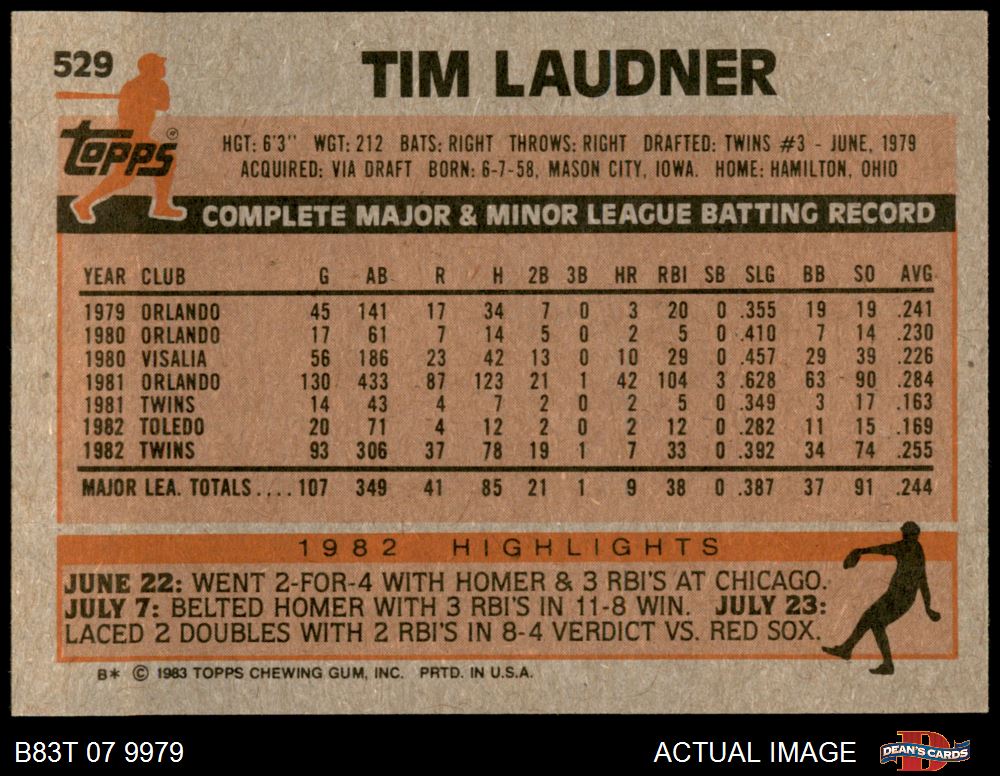 529
TIM LAUDNER
Topps®
HGT: 6'3" WGT: 212 BATS: RIGHT THROWS: RIGHT DRAFTED: TWINS #3 - JUNE, 1979
ACQUIRED: VIA DRAFT BORN: 6-7-58, MASON CITY, IOWA. HOME: HAMILTON, OHIO
COMPLETE MAJOR & MINOR LEAGUE BATTING RECORD
YEAR CLUB G AB R H 2B 3B HR RBI SB SLG BB SO AVG
1979 ORLANDO 45 141 17 34 7 0 3 20 0 .355 19 19 .241
1980 ORLANDO 17 61 7 14 5 0 2 5 0 .410 7 14 .230
1980 VISALIA 56 186 23 42 13 0 10 29 0 .457 29 39 .226
1981 ORLANDO 130 433 87 123 21 1 42 104 3 .628 63 90 .284
1981 TWINS 14 43 4 7 2 0 2 5 0 .349 3 17 .163
1982 TOLEDO 20 71 4 12 2 0 2 12 0 .282 11 15 .169
1982 TWINS 93 306 37 78 19 1 7 33 0 .392 34 74 .255
MAJOR LEA. TOTALS.... 107 349 41 85 21 1 9 38 0 .387 37 91 .244
1982 HIGHLIGHTS
JUNE 22: WENT 2-FOR-4 WITH HOMER & 3 RBI'S AT CHICAGO.
JULY 7: BELTED HOMER WITH 3 RBI'S IN 11-8 WIN. JULY 23:
LACED 2 DOUBLES WITH 2 RBI'S IN 8-4 VERDICT VS. RED SOX.
B* © 1983 TOPPS CHEWING GUM, INC. PRTD. IN U.S.A.
B83T 07 9979 ACTUAL IMAGE DEAN'S CARDS